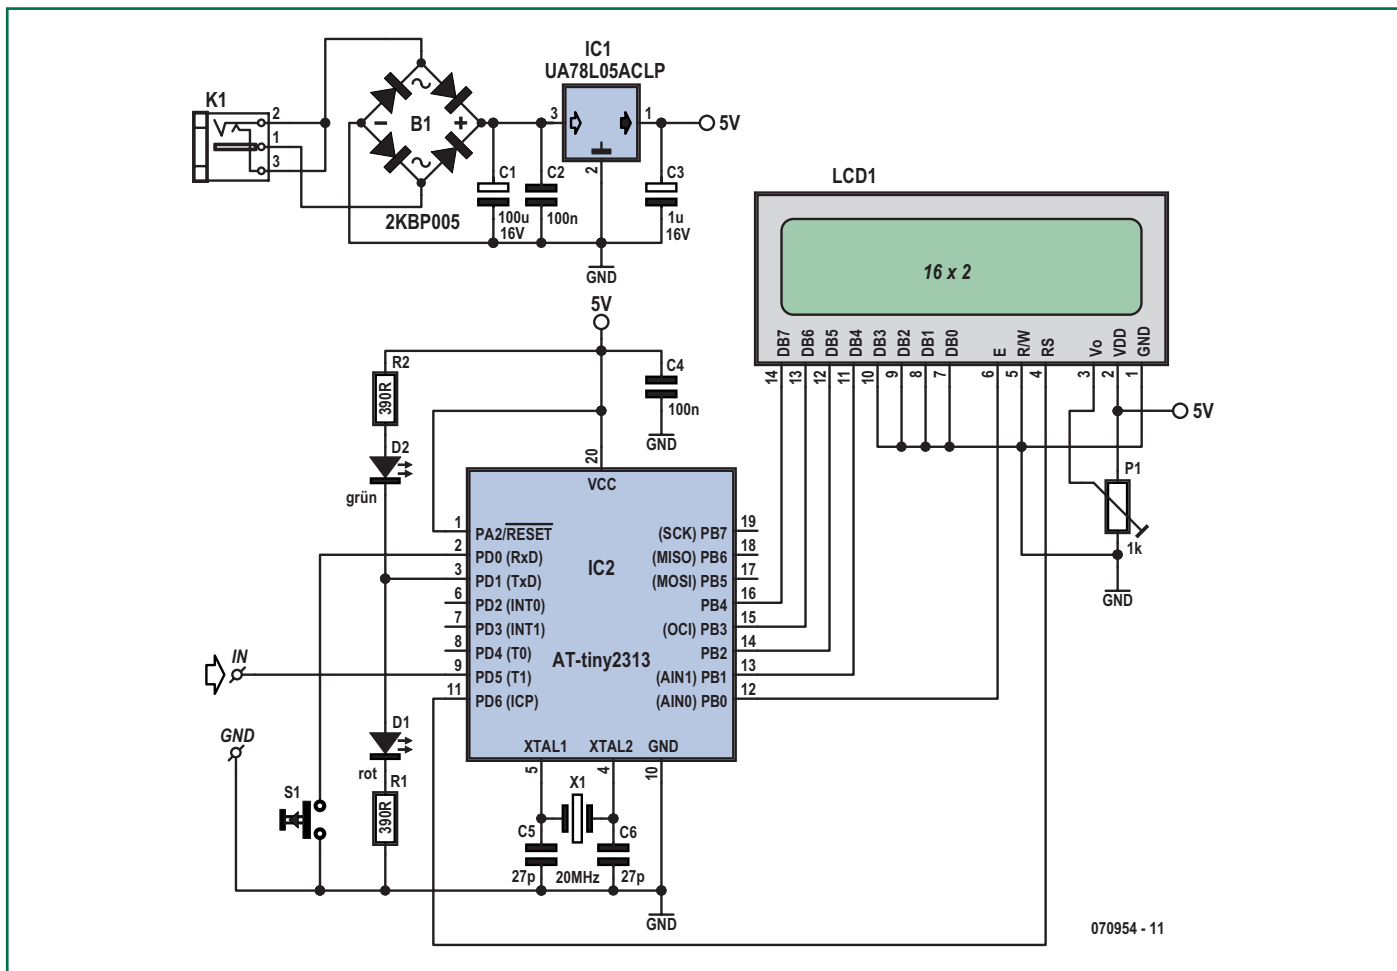 K1
2
1
3
B1
2KBP005
IC1
UA78L05ACLP
3
1
2
5V
C1
100u
16V
C2
100n
C3
1u
16V
GND
LCD1
16 x 2
DB7
DB6
DB5
DB4
DB3
DB2
DB1
DB0
E
R/W
RS
Vo
VDD
GND
14
13
12
11
10
9
8
7
6
5
4
3
2
1
5V
P1
1k
GND
5V
R2
390R
D2
grün
C4
100n
GND
20
VCC
1
PA2/RESET
2
PD0 (RxD)
3
PD1 (TxD)
6
PD2 (INT0)
7
PD3 (INT1)
8
PD4 (T0)
9
PD5 (T1)
11
PD6 (ICP)
IC2
AT-tiny2313
(SCK) PB7
19
(MISO) PB6
18
(MOSI) PB5
17
PB4
16
(OCI) PB3
15
PB2
14
(AIN1) PB1
13
(AIN0) PB0
12
XTAL1
XTAL2
GND
5
4
10
IN
GND
S1
D1
rot
R1
390R
X1
C5
C6
27p
20MHz
27p
GND
070954 - 11